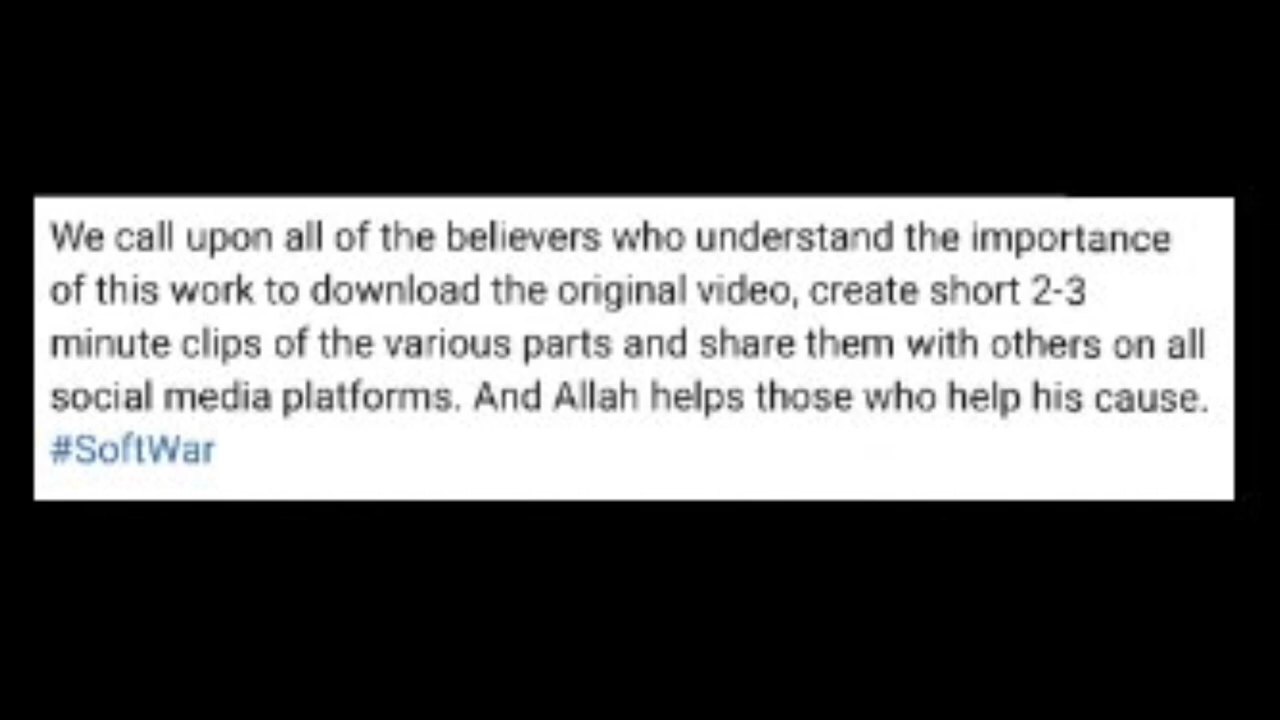 We call upon all of the believers who understand the importance
of this work to download the original video, create short 2-3
minute clips of the various parts and share them with others on all
social media platforms. And Allah helps those who help his cause.
#SoftWar